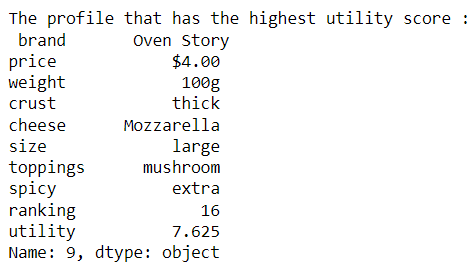 The profile that has the highest utility score :
brand Oven Story
price $4.00
weight 100g
crust thick
cheese Mozzarella
size large
toppings mushroom
spicy extra
ranking 16
utility 7.625
Name: 9, dtype: object